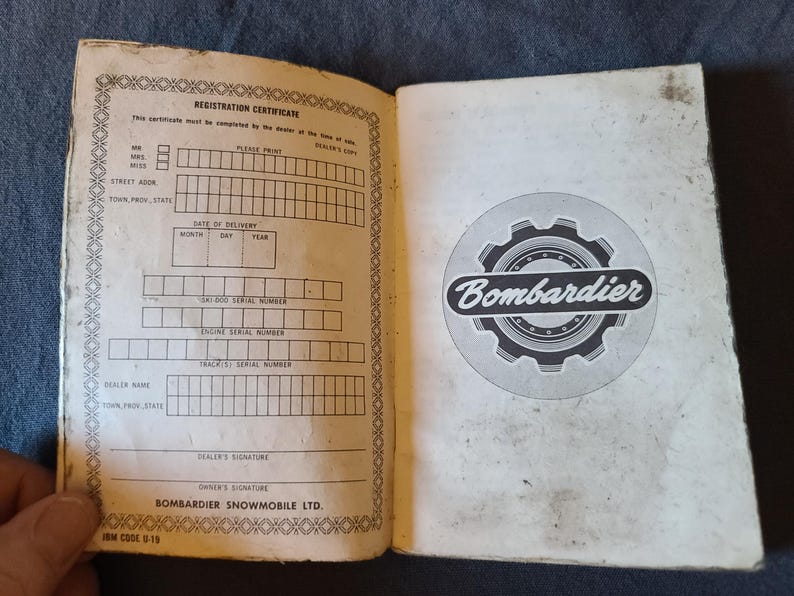 REGISTRATION CERTIFICATE
This certificate must be completed by the dealer at the time of sale.
DEALER'S COPY
MR
PLEASE PRINT
MRS.
MISS
STREET ADDR.
TOWN, PROV., STATE
DATE OF DELIVERY
MONTH DAY YEAR
SKI-DOO SERIAL NUMBER
ENGINE SERIAL NUMBER
TRACK(S) SERIAL NUMBER
DEALER NAME
TOWN, PROV., STATE
DEALER'S SIGNATURE
OWNER'S SIGNATURE
BOMBARDIER SNOWMOBILE LTD.
IBM CODE U-19
Bombardier